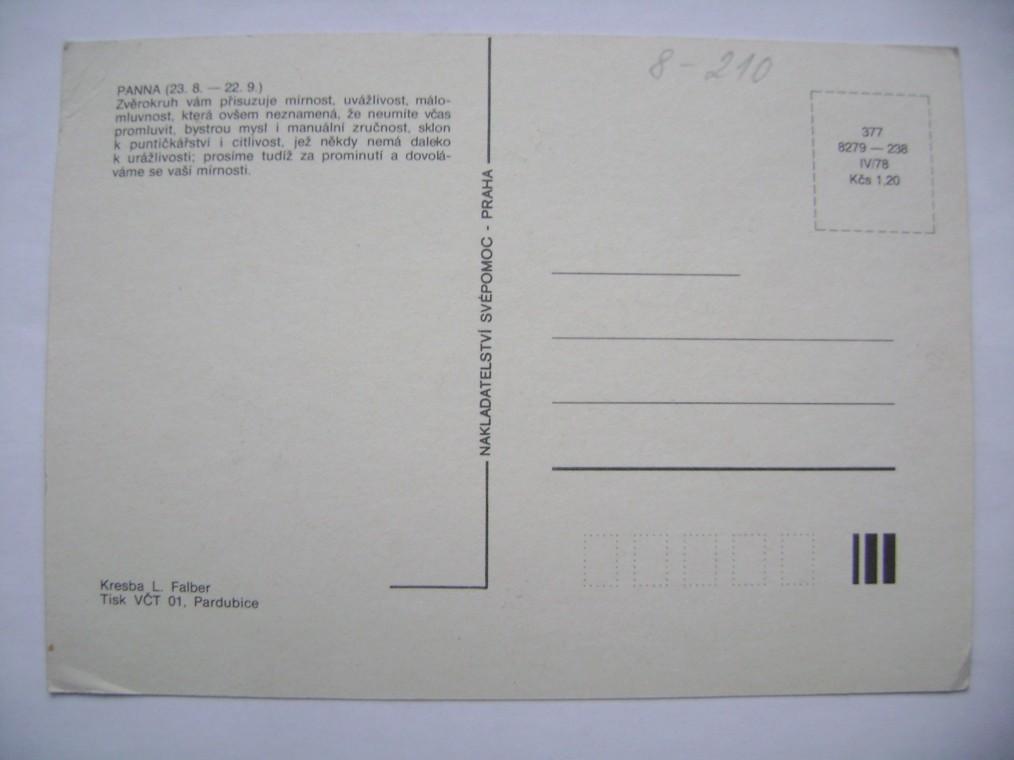 PANNA (23. 8. — 22. 9.)
Zvěrokruh vám přisuzuje mírnost, uvážlivost, málo-
mluvnost, která ovšem neznamená, že neumíte včas
promluvit, bystrou mysl i manuální zručnost, sklon
k puntičkářství i citlivost, jež někdy nemá daleko
k urážlivosti; prosíme tudíž za prominutí a dovolá-
váme se vaší mírnosti.
Kresba L. Falber
Tisk VČT 01, Pardubice
NAKLADATELSTVÍ SVÉPOMOC - PRAHA
8 - 210
377
8279 — 238
IV/78
Kčs 1,20